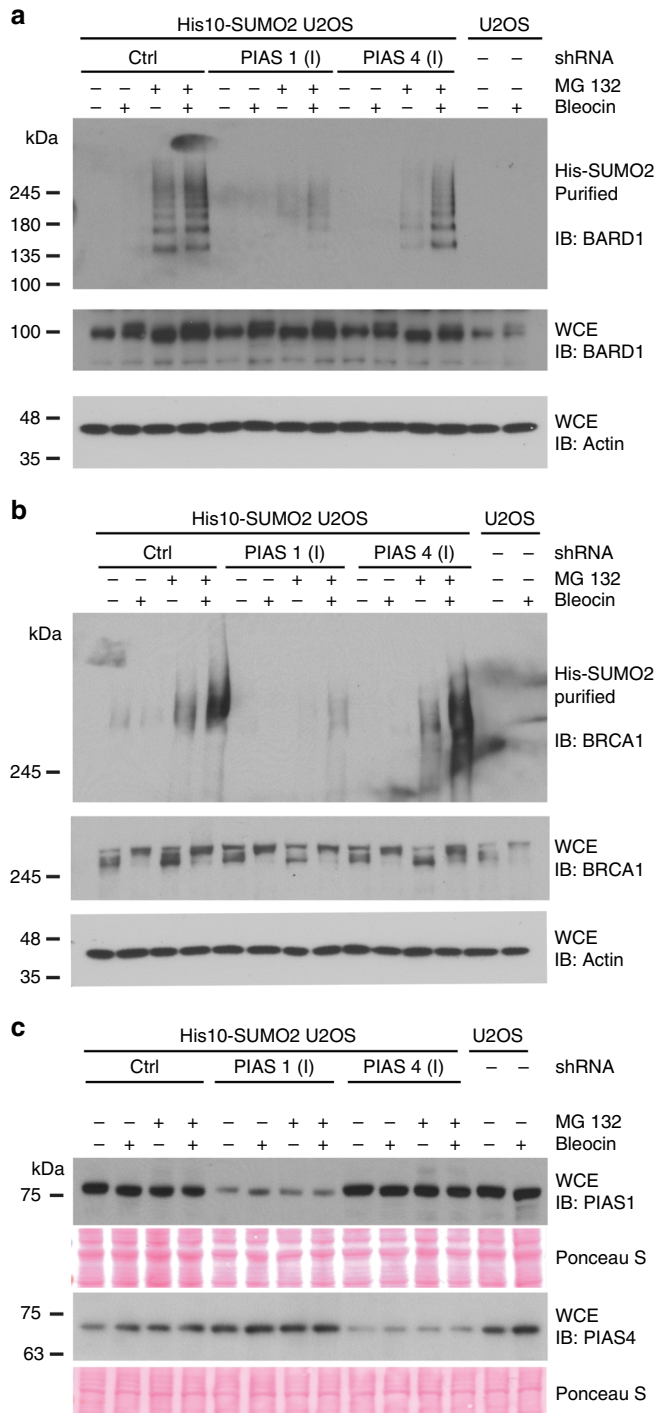 a
His10-SUMO2 U2OS U2OS
Ctrl PIAS 1 (I) PIAS 4 (I) – – shRNA
– – + + – – + + – – + + – – MG 132
– + – + – + – + – + – + – + Bleocin
kDa
245
180
135
100
His-SUMO2
Purified
IB: BARD1
100
WCE
IB: BARD1
48
35
WCE
IB: Actin
b
His10-SUMO2 U2OS U2OS
Ctrl PIAS 1 (I) PIAS 4 (I) – – shRNA
– – + + – – + + – – + + – – MG 132
– + – + – + – + – + – + – + Bleocin
kDa
245
His-SUMO2
purified
IB: BRCA1
245
WCE
IB: BRCA1
48
35
WCE
IB: Actin
c
His10-SUMO2 U2OS U2OS
Ctrl PIAS 1 (I) PIAS 4 (I) – – shRNA
– – + + – – + + – – + + – – MG 132
– + – + – + – + – + – + – + Bleocin
kDa
75
WCE
IB: PIAS1
Ponceau S
75
63
WCE
IB: PIAS4
Ponceau S